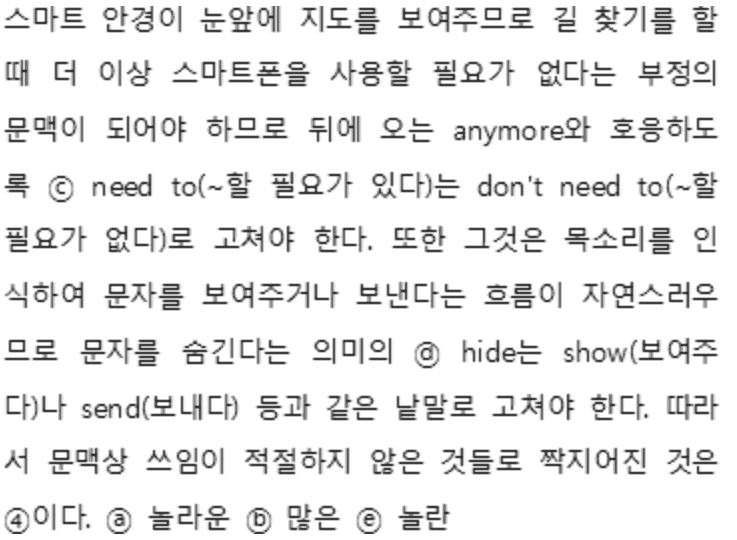 스마트 안경이 눈앞에 지도를 보여주므로 길 찾기를 할
때 더 이상 스마트폰을 사용할 필요가 없다는 부정의
문맥이 되어야 하므로 뒤에 오는 anymore와 호응하도
록 ⓒ need to(~할 필요가 있다)는 don't need to(~할
필요가 없다)로 고쳐야 한다. 또한 그것은 목소리를 인
식하여 문자를 보여주거나 보낸다는 흐름이 자연스러우
므로 문자를 숨긴다는 의미의 ⓓ hide는 show(보여주
다)나 send(보내다) 등과 같은 낱말로 고쳐야 한다. 따라
서 문맥상 쓰임이 적절하지 않은 것들로 짝지어진 것은
④이다. ⓐ 놀라운 ⓑ 많은 ⓔ 놀란